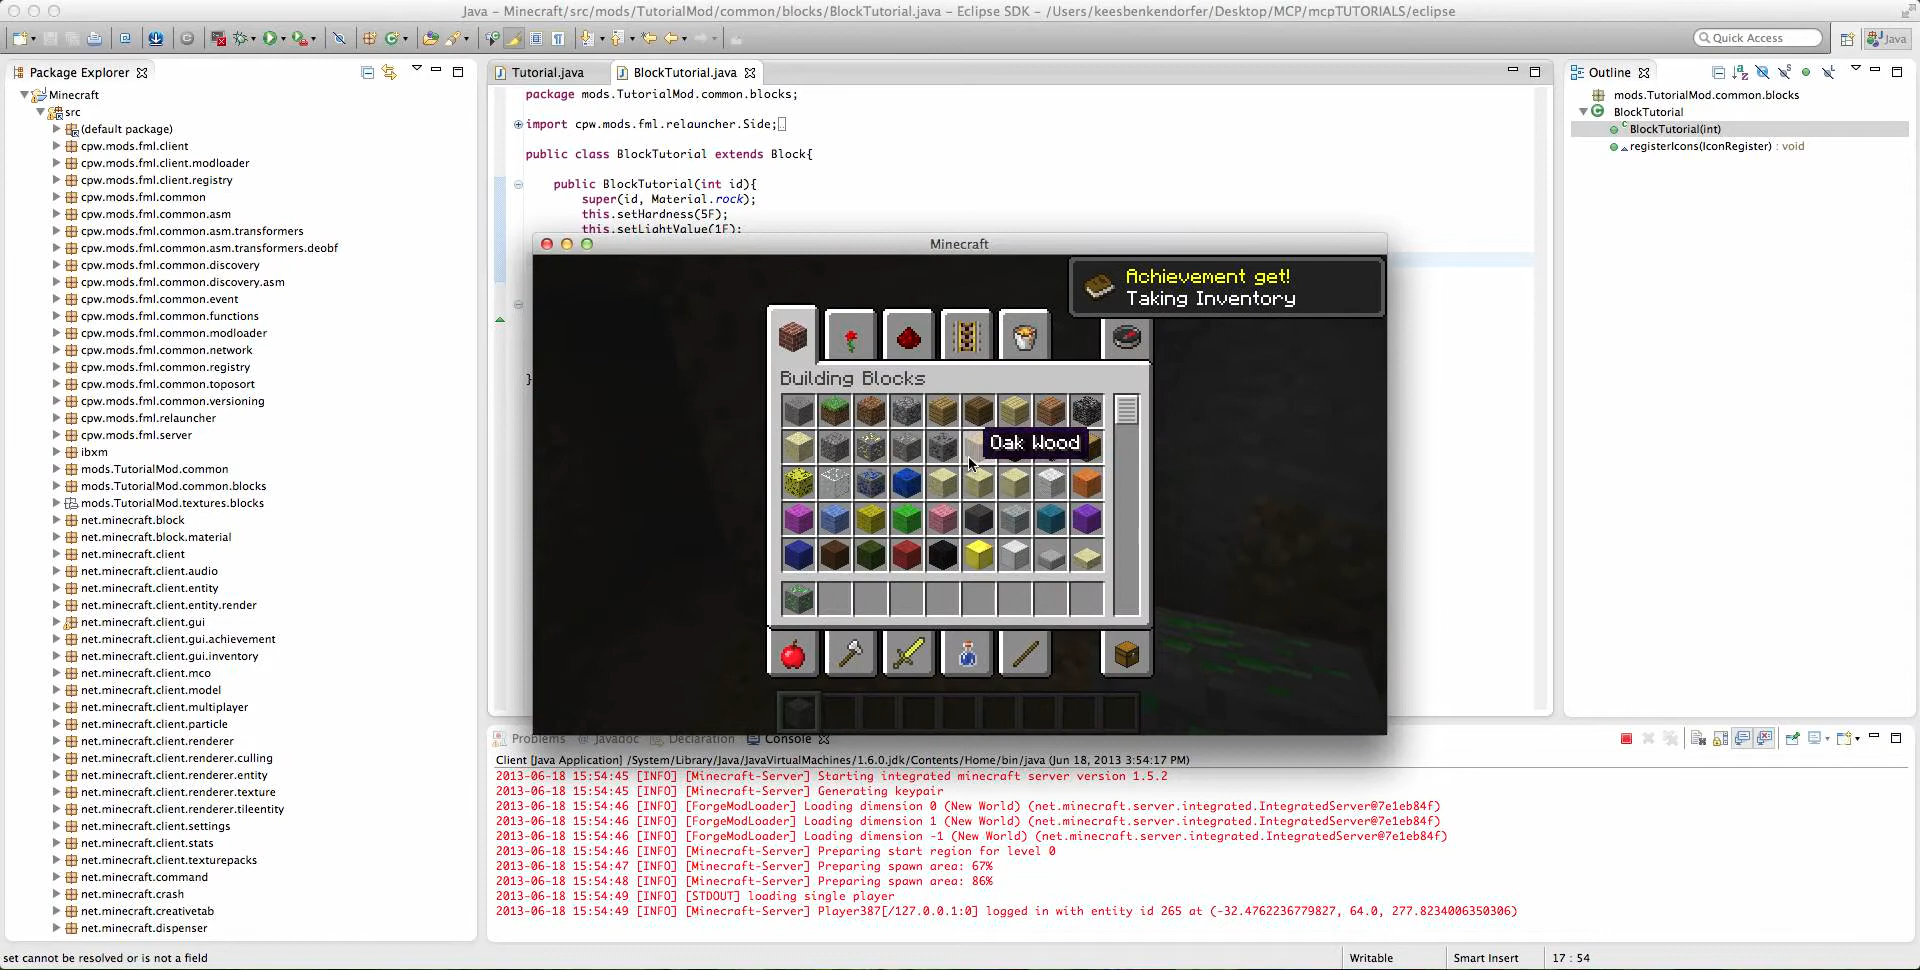 Java – Minecraft/src/mods/TutorialMod/common/blocks/BlockTutorial.java – Eclipse SDK – /Users/keesbenkendorfer/Desktop/MCP/mcpTUTORIALS/eclipse
Quick Access
Java
Package Explorer
Minecraft
src
(default package)
cpw.mods.fml.client
cpw.mods.fml.client.modloader
cpw.mods.fml.client.registry
cpw.mods.fml.common
cpw.mods.fml.common.asm
cpw.mods.fml.common.asm.transformers
cpw.mods.fml.common.asm.transformers.deobf
cpw.mods.fml.common.discovery
cpw.mods.fml.common.discovery.asm
cpw.mods.fml.common.event
cpw.mods.fml.common.functions
cpw.mods.fml.common.modloader
cpw.mods.fml.common.network
cpw.mods.fml.common.registry
cpw.mods.fml.common.toposort
cpw.mods.fml.common.versioning
cpw.mods.fml.relauncher
cpw.mods.fml.server
ibxm
mods.TutorialMod.common
mods.TutorialMod.common.blocks
mods.TutorialMod.textures.blocks
net.minecraft.block
net.minecraft.block.material
net.minecraft.client
net.minecraft.client.audio
net.minecraft.client.entity
net.minecraft.client.entity.render
net.minecraft.client.gui
net.minecraft.client.gui.achievement
net.minecraft.client.gui.inventory
net.minecraft.client.mco
net.minecraft.client.model
net.minecraft.client.multiplayer
net.minecraft.client.particle
net.minecraft.client.renderer
net.minecraft.client.renderer.culling
net.minecraft.client.renderer.entity
net.minecraft.client.renderer.texture
net.minecraft.client.renderer.tileentity
net.minecraft.client.settings
net.minecraft.client.stats
net.minecraft.client.texturepacks
net.minecraft.command
net.minecraft.crash
net.minecraft.creativetab
net.minecraft.dispenser
Tutorial.java
BlockTutorial.java
package mods.TutorialMod.common.blocks;
import cpw.mods.fml.relauncher.Side;
public class BlockTutorial extends Block{
public BlockTutorial(int id){
super(id, Material.rock);
this.setHardness(5F);
this.setLightValue(1F);
}
Minecraft
Achievement get!
Taking Inventory
Building Blocks
Oak Wood
Outline
mods.TutorialMod.common.blocks
BlockTutorial
BlockTutorial(int)
registerIcons(IconRegister) : void
Problems
Javadoc
Declaration
Console
Client [Java Application] /System/Library/Java/JavaVirtualMachines/1.6.0.jdk/Contents/Home/bin/java (Jun 18, 2013 3:54:17 PM)
2013-06-18 15:54:45 [INFO] [Minecraft-Server] Starting integrated minecraft server version 1.5.2
2013-06-18 15:54:45 [INFO] [Minecraft-Server] Generating keypair
2013-06-18 15:54:46 [INFO] [ForgeModLoader] Loading dimension 0 (New World) (net.minecraft.server.integrated.IntegratedServer@7e1eb84f)
2013-06-18 15:54:46 [INFO] [ForgeModLoader] Loading dimension 1 (New World) (net.minecraft.server.integrated.IntegratedServer@7e1eb84f)
2013-06-18 15:54:46 [INFO] [ForgeModLoader] Loading dimension -1 (New World) (net.minecraft.server.integrated.IntegratedServer@7e1eb84f)
2013-06-18 15:54:46 [INFO] [Minecraft-Server] Preparing start region for level 0
2013-06-18 15:54:47 [INFO] [Minecraft-Server] Preparing spawn area: 67%
2013-06-18 15:54:48 [INFO] [Minecraft-Server] Preparing spawn area: 86%
2013-06-18 15:54:49 [INFO] [STDOUT] loading single player
2013-06-18 15:54:49 [INFO] [Minecraft-Server] Player387[/127.0.0.1:0] logged in with entity id 265 at (-32.4762236779827, 64.0, 277.8234006350306)
set cannot be resolved or is not a field
Writable
Smart Insert
17 : 54